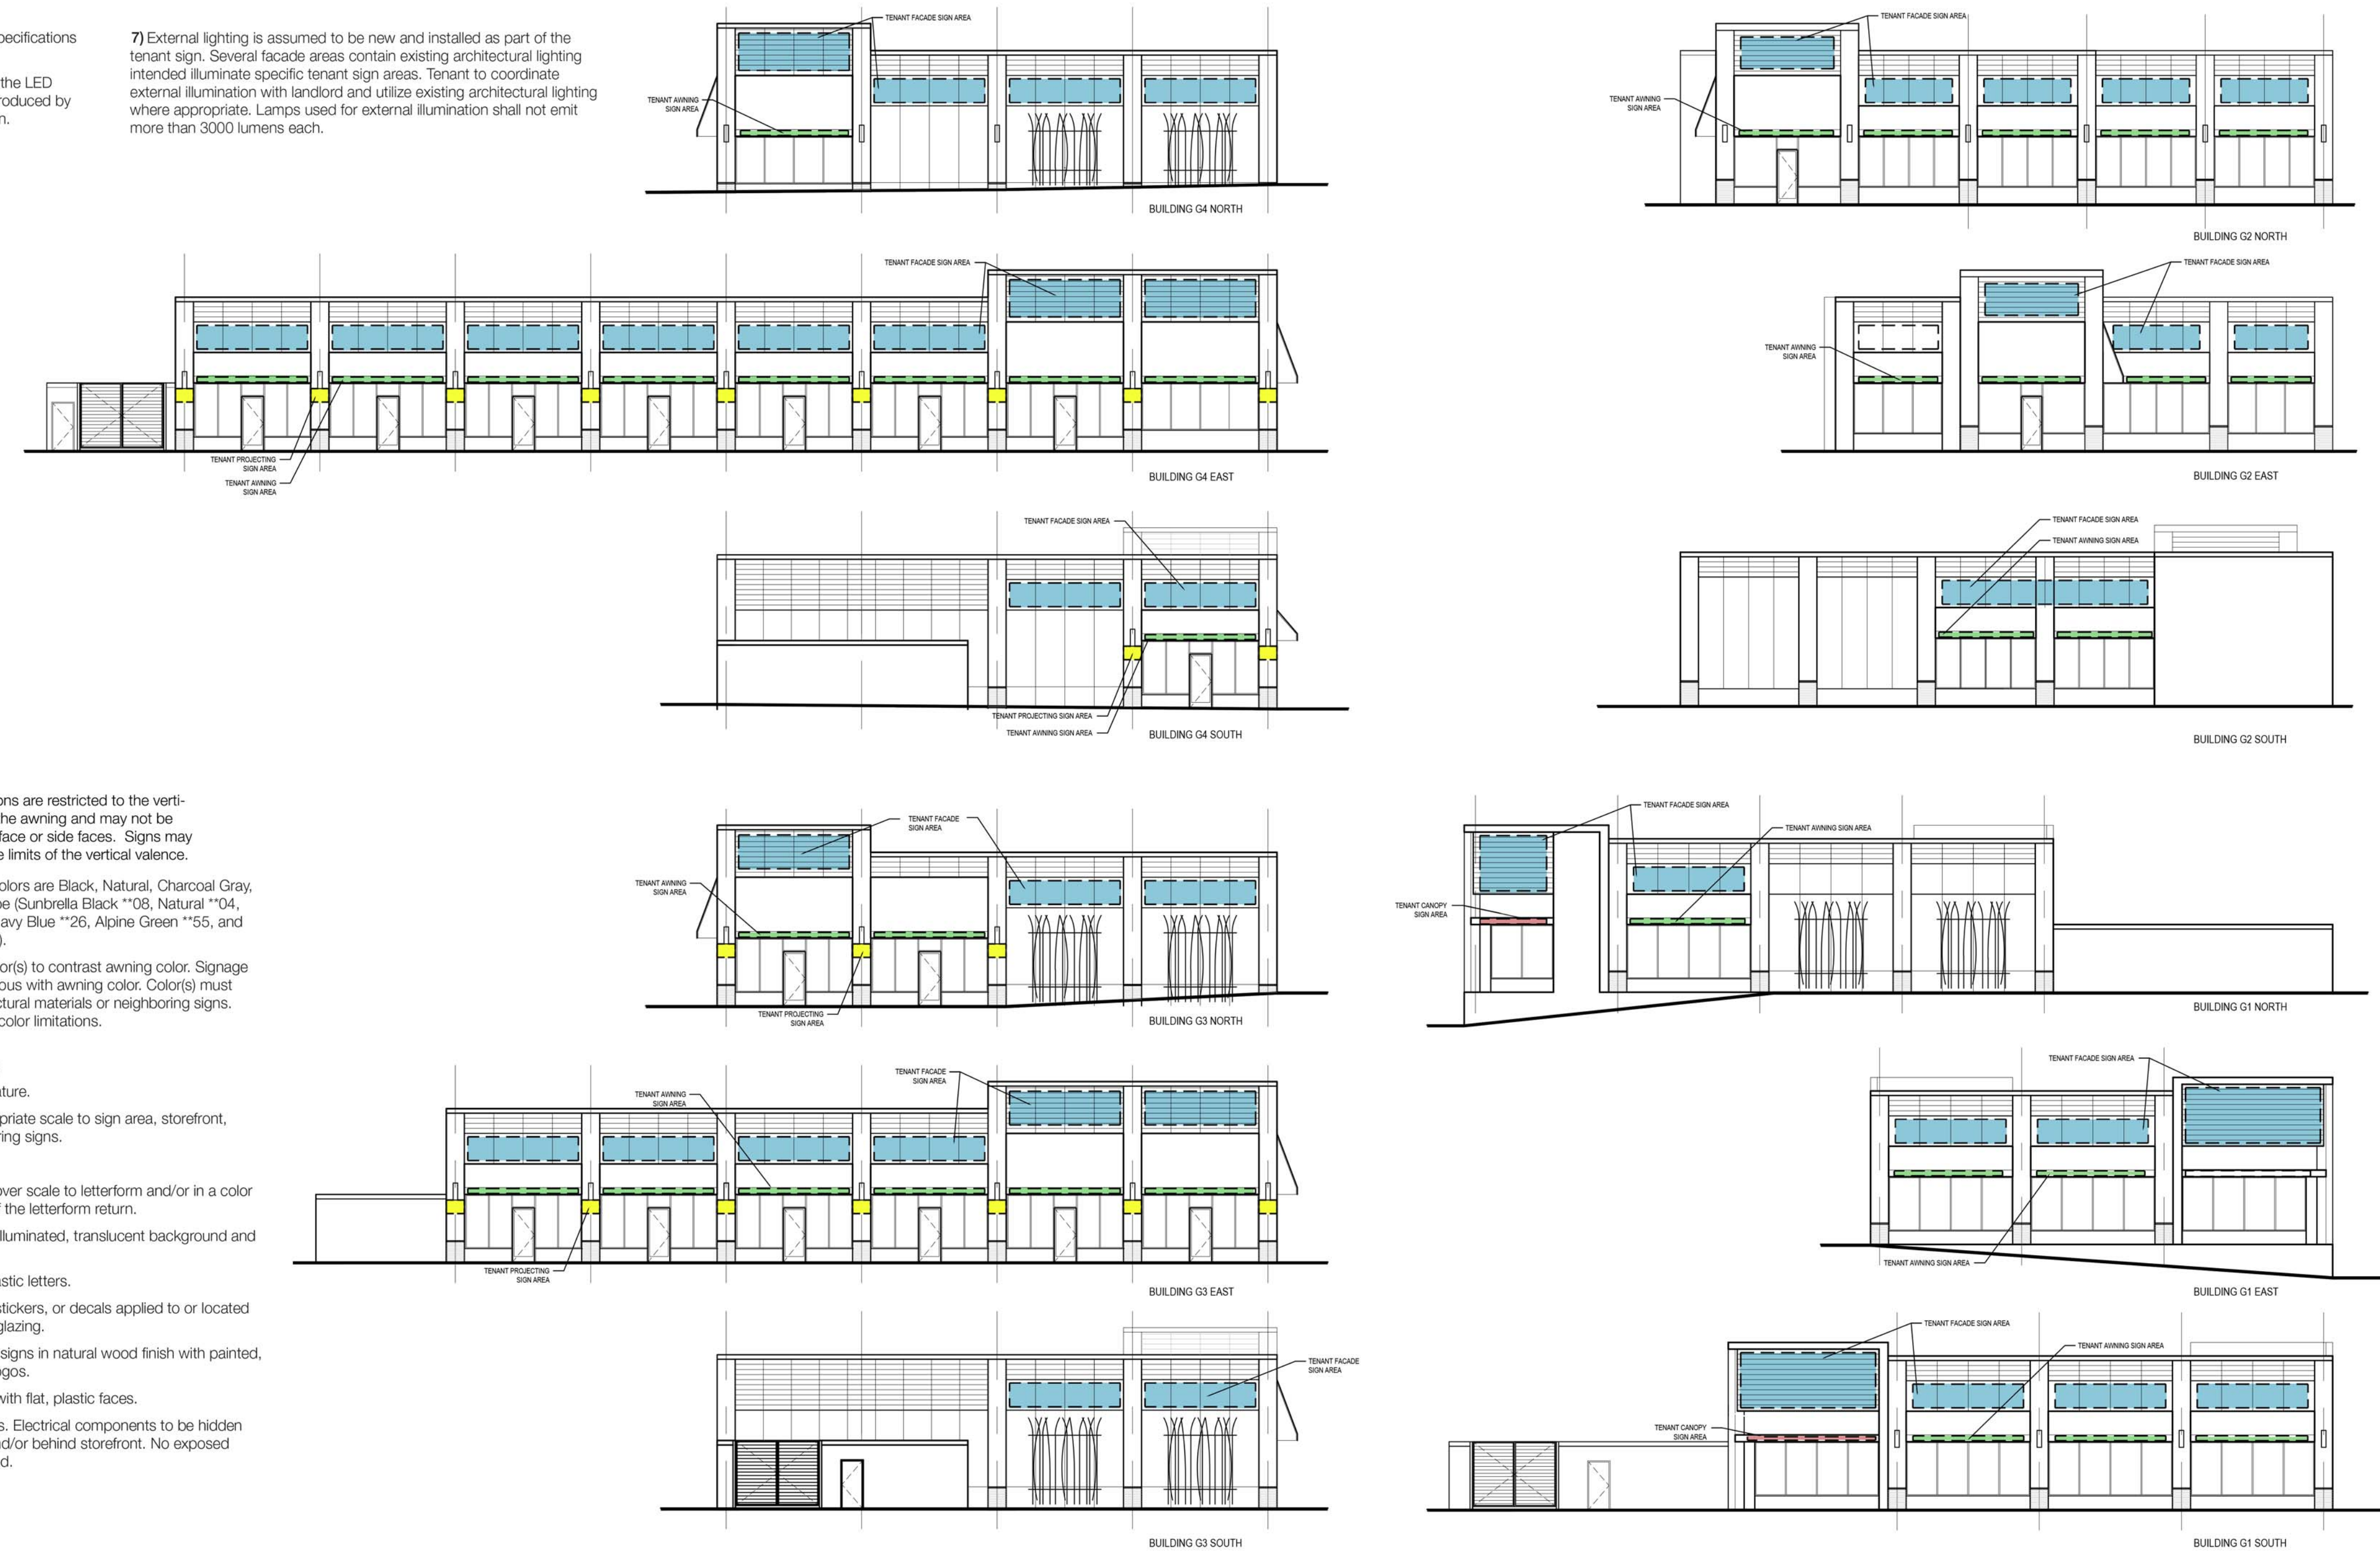 pecifications
the LED
roduced by
n.
7) External lighting is assumed to be new and installed as part of the
tenant sign. Several facade areas contain existing architectural lighting
intended illuminate specific tenant sign areas. Tenant to coordinate
external illumination with landlord and utilize existing architectural lighting
where appropriate. Lamps used for external illumination shall not emit
more than 3000 lumens each.
ons are restricted to the verti-
he awning and may not be
face or side faces. Signs may
e limits of the vertical valence.
olors are Black, Natural, Charcoal Gray,
pe (Sunbrella Black **08, Natural **04,
avy Blue **26, Alpine Green **55, and
).
or(s) to contrast awning color. Signage
ous with awning color. Color(s) must
ctural materials or neighboring signs.
color limitations.
ature.
priate scale to sign area, storefront,
ring signs.
over scale to letterform and/or in a color
f the letterform return.
lluminated, translucent background and
astic letters.
stickers, or decals applied to or located
glazing.
signs in natural wood finish with painted,
ogos.
with flat, plastic faces.
s. Electrical components to be hidden
nd/or behind storefront. No exposed
d.
TENANT FACADE SIGN AREA
TENANT AWNING
SIGN AREA
BUILDING G4 NORTH
TENANT FACADE SIGN AREA
TENANT PROJECTING
SIGN AREA
TENANT AWNING
SIGN AREA
BUILDING G4 EAST
TENANT FACADE SIGN AREA
TENANT PROJECTING SIGN AREA
TENANT AWNING SIGN AREA
BUILDING G4 SOUTH
TENANT FACADE
SIGN AREA
TENANT AWNING
SIGN AREA
TENANT PROJECTING
SIGN AREA
BUILDING G3 NORTH
TENANT FACADE
SIGN AREA
TENANT AWNING
SIGN AREA
TENANT PROJECTING
SIGN AREA
BUILDING G3 EAST
TENANT FACADE
SIGN AREA
BUILDING G3 SOUTH
TENANT FACADE SIGN AREA
TENANT AWNING
SIGN AREA
BUILDING G2 NORTH
TENANT FACADE SIGN AREA
TENANT AWNING
SIGN AREA
BUILDING G2 EAST
TENANT FACADE SIGN AREA
TENANT AWNING SIGN AREA
BUILDING G2 SOUTH
TENANT FACADE SIGN AREA
TENANT AWNING SIGN AREA
TENANT CANOPY
SIGN AREA
BUILDING G1 NORTH
TENANT FACADE SIGN AREA
TENANT AWNING SIGN AREA
BUILDING G1 EAST
TENANT FACADE SIGN AREA
TENANT AWNING SIGN AREA
TENANT CANOPY
SIGN AREA
BUILDING G1 SOUTH